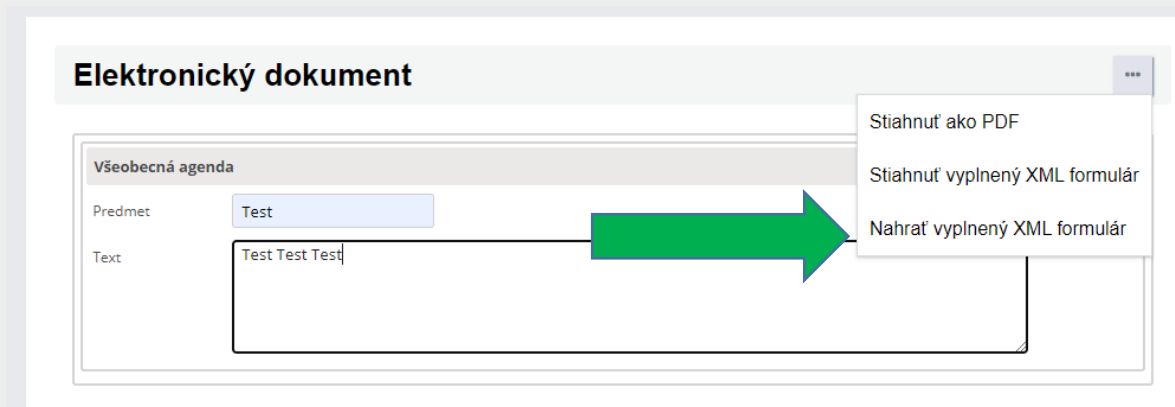 Elektronický dokument
Stiahnuť ako PDF
Stiahnuť vyplnený XML formulár
Nahrať vyplnený XML formulár
Všeobecná agenda
Predmet
Test
Text
Test Test Test